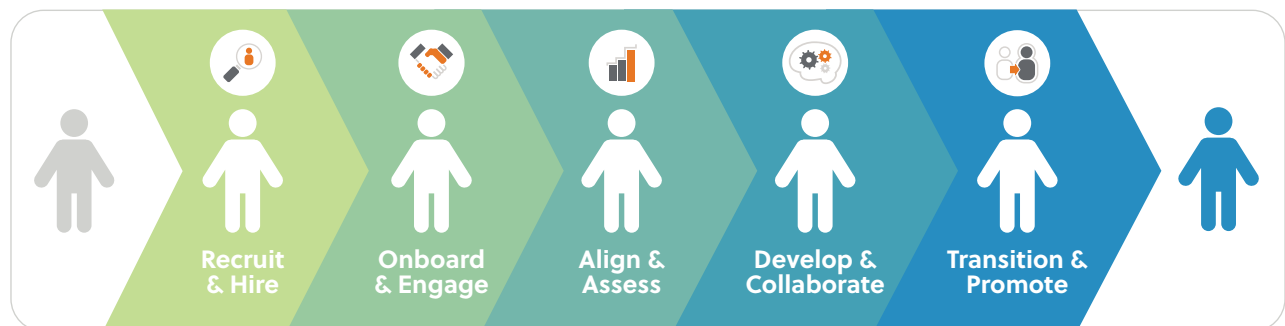 Recruit
& Hire
Onboard
& Engage
Align &
Assess
Develop &
Collaborate
Transition &
Promote